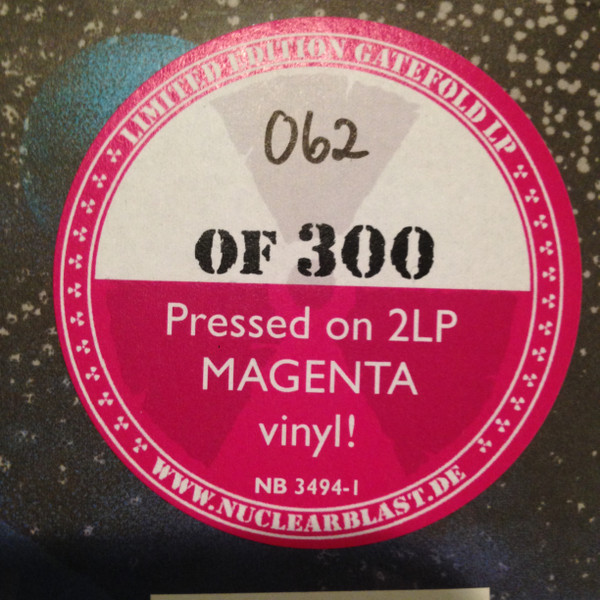 LIMITED EDITION GATEFOLD LP
062
OF 300
Pressed on 2LP
MAGENTA
vinyl!
NB 3494-1
WWW.NUCLEARBLAST.DE